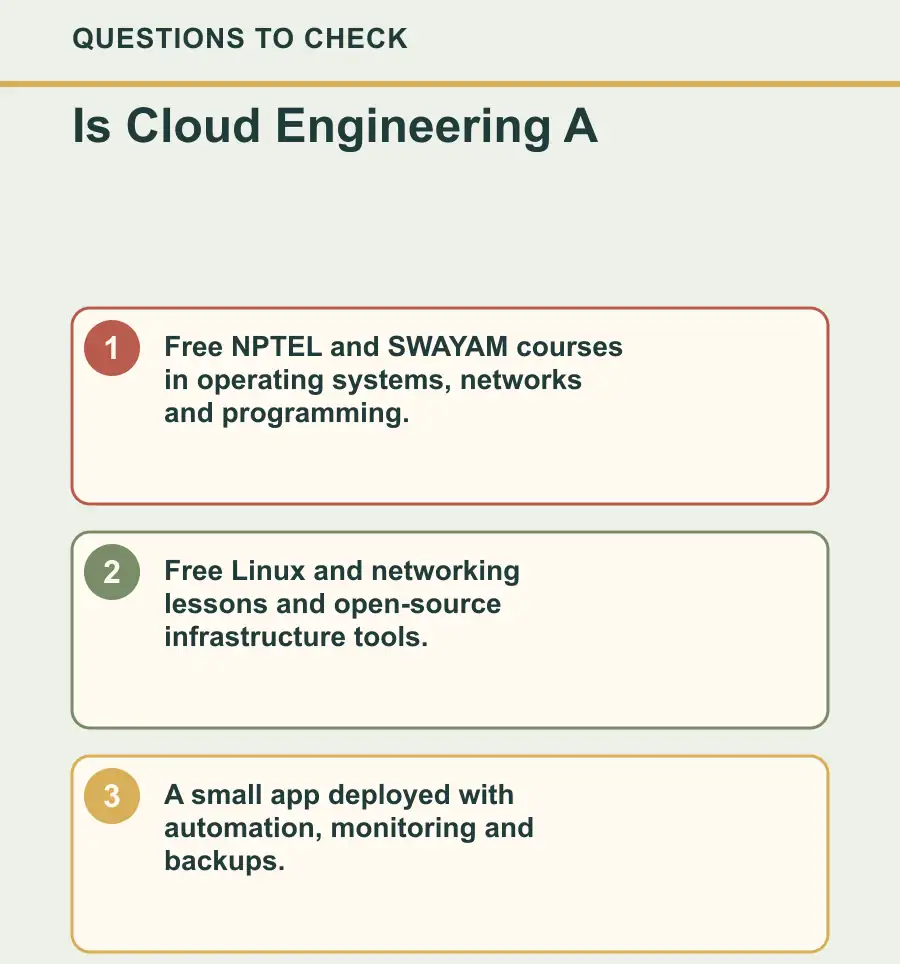 QUESTIONS TO CHECK
Is Cloud Engineering A
1
Free NPTEL and SWAYAM courses
in operating systems, networks
and programming.
2
Free Linux and networking
lessons and open-source
infrastructure tools.
3
A small app deployed with
automation, monitoring and
backups.